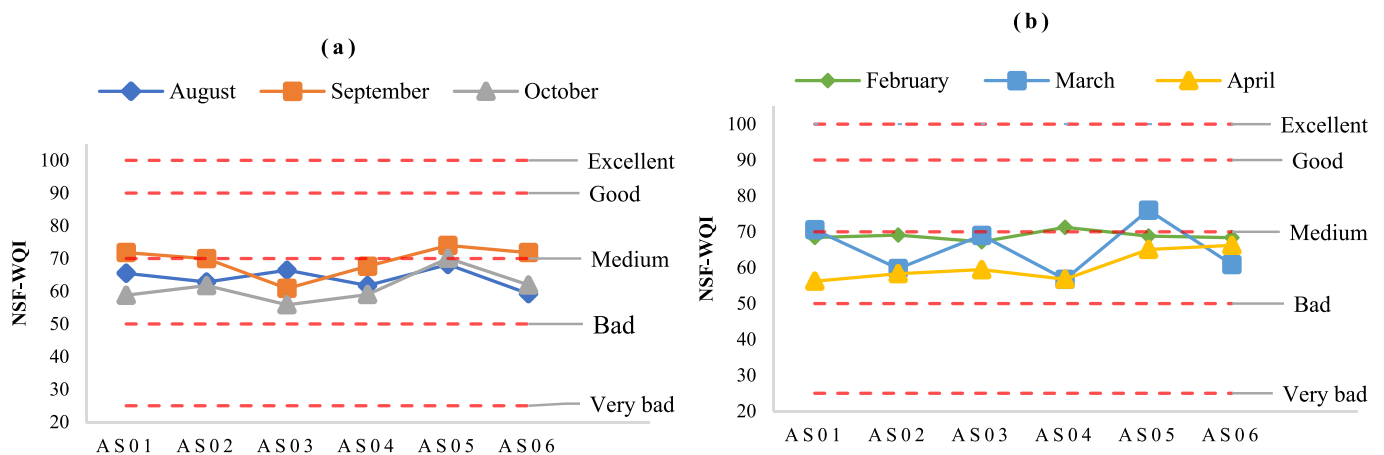 (a)
August September October
NSF-WQI
100
90
80
70
60
50
40
30
20
Excellent
Good
Medium
Bad
Very bad
AS01 AS02 AS03 AS04 AS05 AS06
(b)
February March April
NSF-WQI
100
90
80
70
60
50
40
30
20
Excellent
Good
Medium
Bad
Very bad
AS01 AS02 AS03 AS04 AS05 AS06